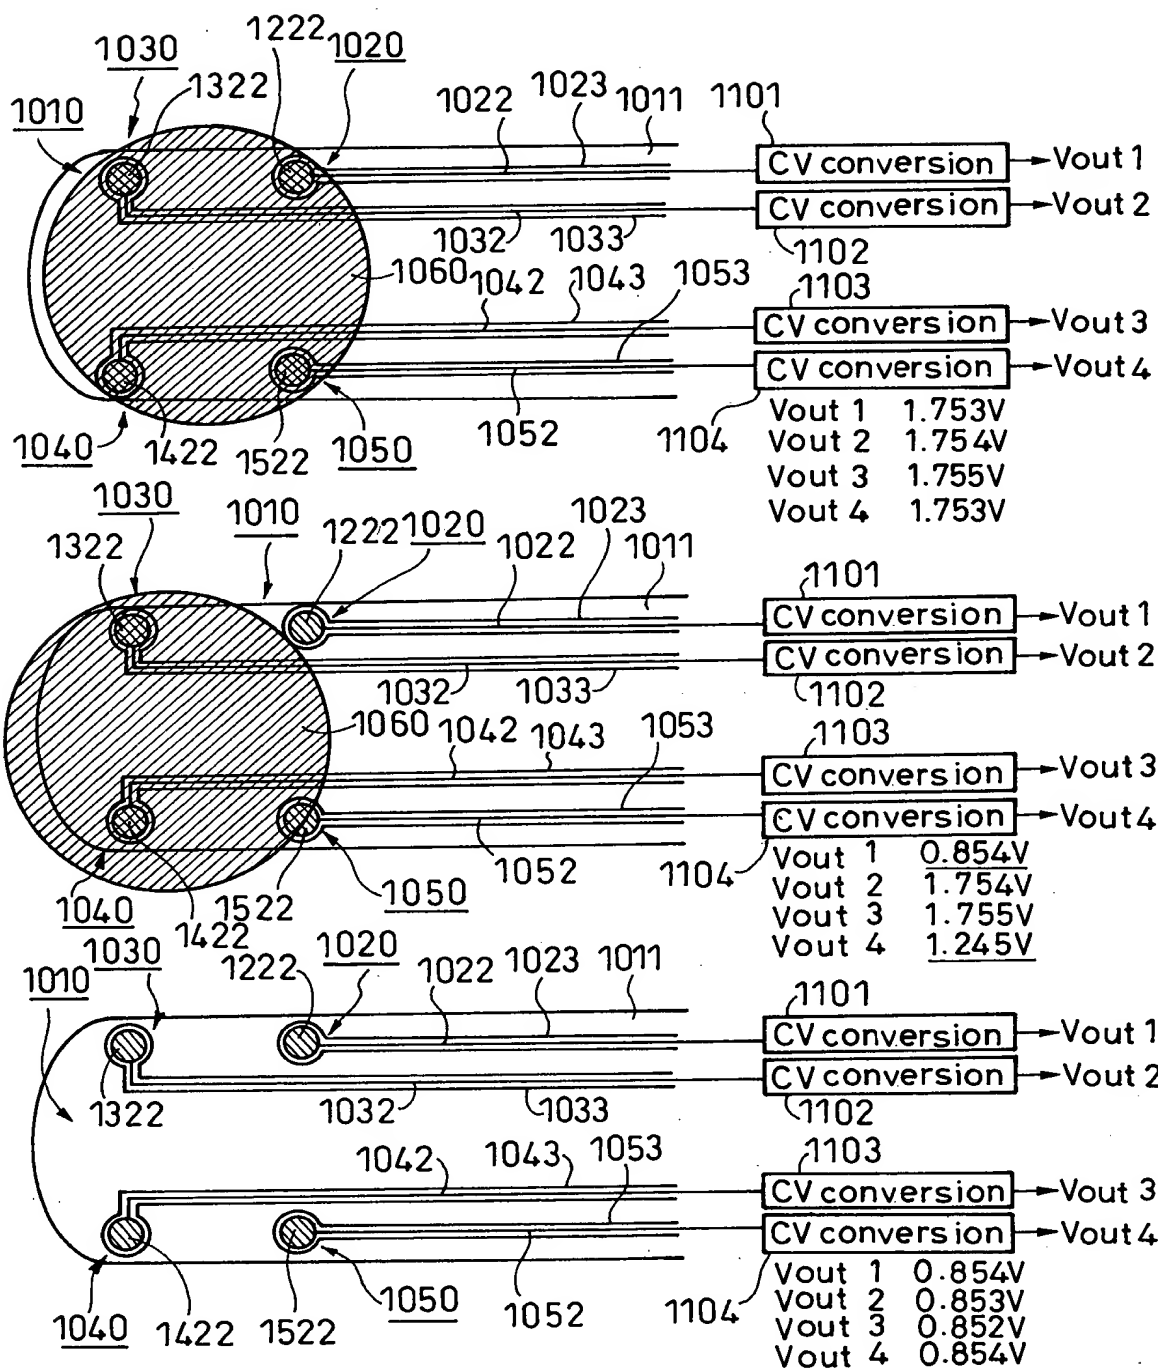 1222
1030
1020
1322
1022
1023
1011
1101
1010
CV conversion
Vout 1
CV conversion
Vout 2
1032
1033
1102
1060
1042
1043
1053
1103
CV conversion
Vout 3
CV conversion
Vout 4
1040
1422
1522
1050
1052
1104
Vout 1 1.753V
Vout 2 1.754V
Vout 3 1.755V
Vout 4 1.753V
1030
1010
1322
1222
1020
1022
1023
1011
1101
CV conversion
Vout 1
CV conversion
Vout 2
1032
1033
1102
1060
1042
1043
1053
1103
CV conversion
Vout 3
CV conversion
Vout 4
1040
1422
1522
1050
1052
1104
Vout 1 0.854V
Vout 2 1.754V
Vout 3 1.755V
Vout 4 1.245V
1030
1010
1222
1020
1022
1023
1011
1101
CV conversion
Vout 1
CV conversion
Vout 2
1322
1032
1033
1102
1042
1043
1053
1103
CV conversion
Vout 3
CV conversion
Vout 4
1040
1422
1522
1050
1052
1104
Vout 1 0.854V
Vout 2 0.853V
Vout 3 0.852V
Vout 4 0.854V